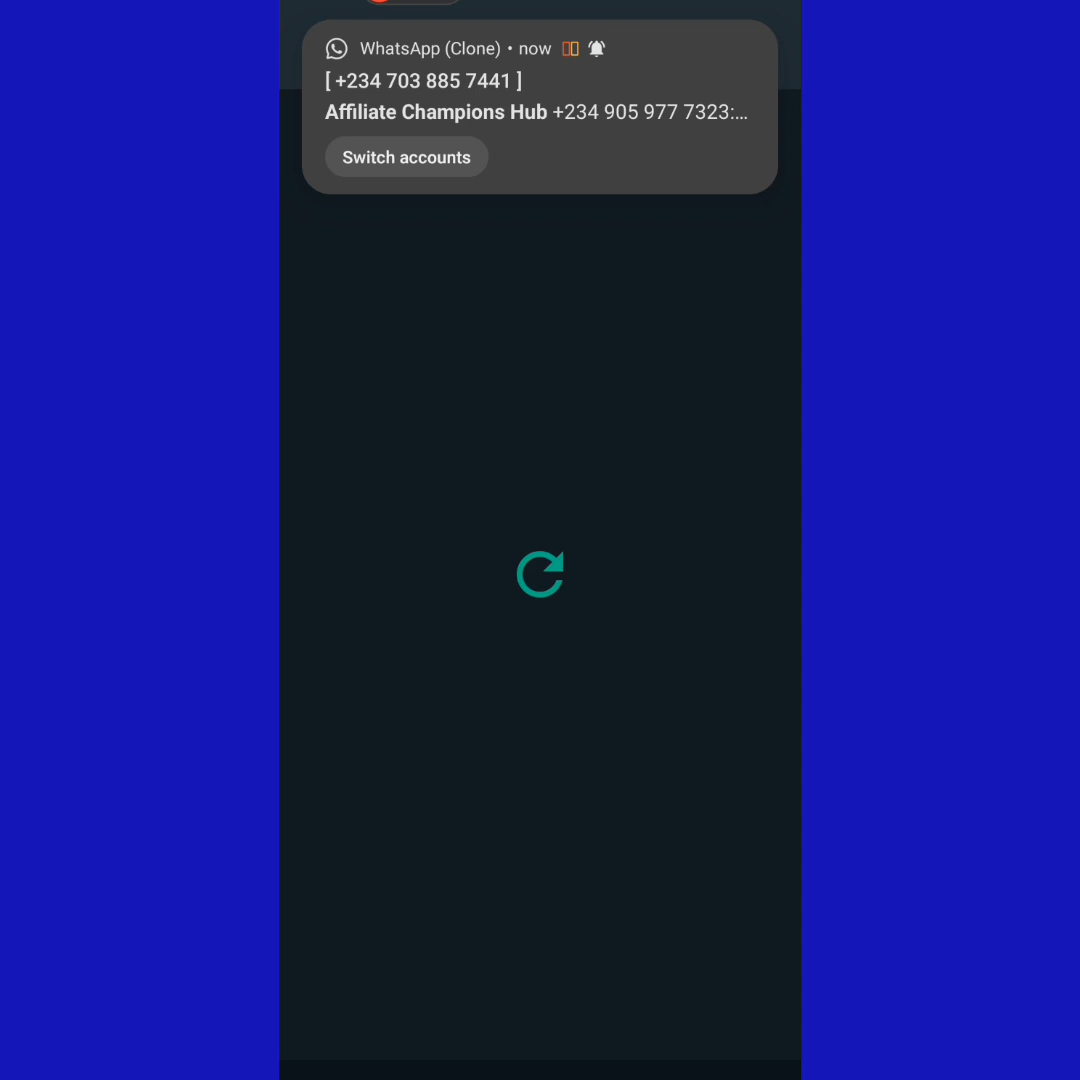 WhatsApp (Clone) • now
[ +234 703 885 7441 ]
Affiliate Champions Hub +234 905 977 7323:...
Switch accounts